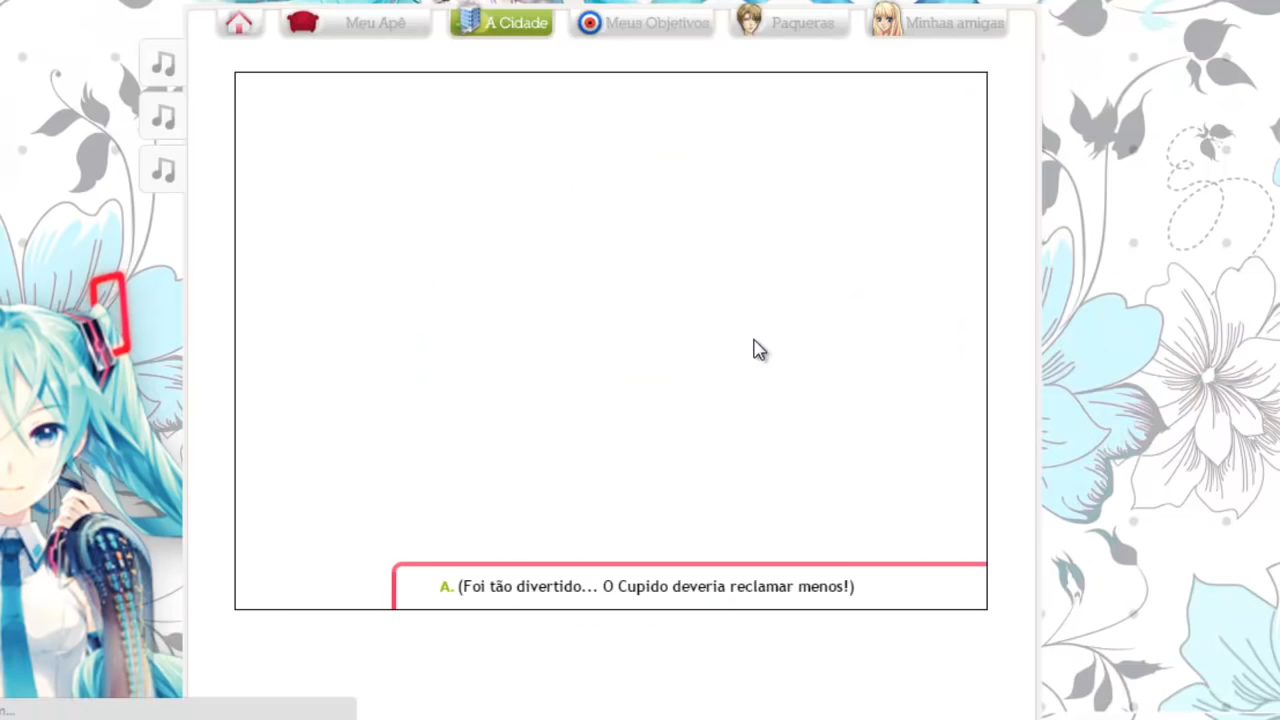 Meu Apê
A Cidade
Meus Objetivos
Paqueras
Minhas amigas
A. (Foi tão divertido... O Cupido deveria reclamar menos!)